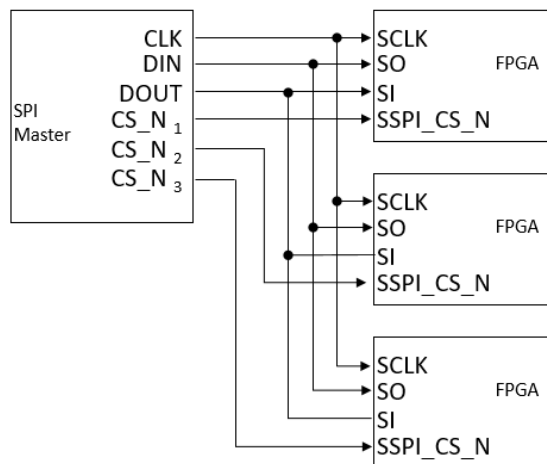 SPI
Master
CLK
DIN
DOUT
CS_N 1
CS_N 2
CS_N 3
SCLK
SO
SI
SSPI_CS_N
FPGA
SCLK
SO
SI
SSPI_CS_N
FPGA
SCLK
SO
SI
SSPI_CS_N
FPGA